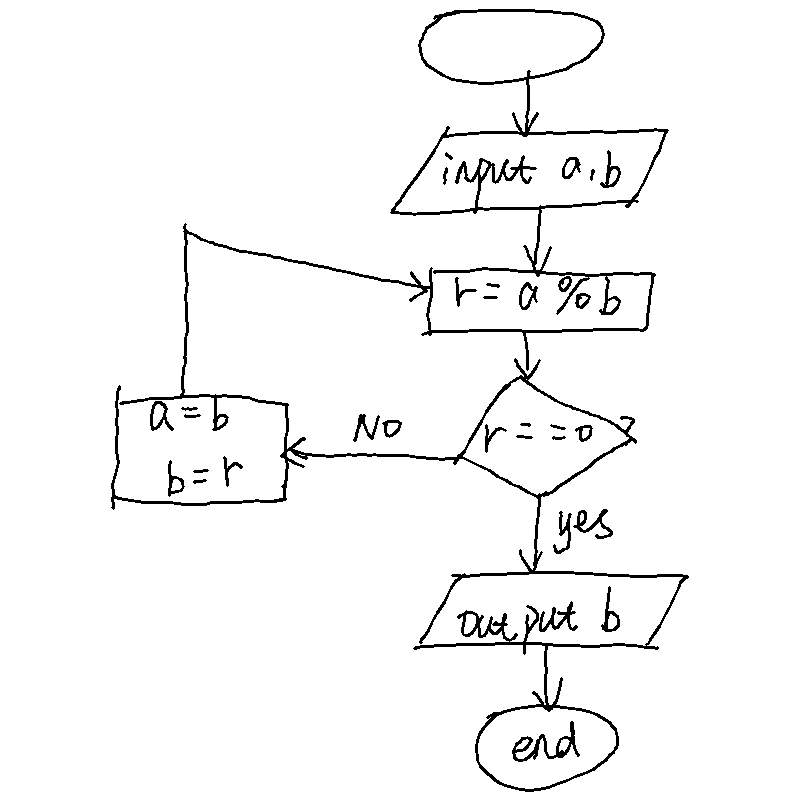 input a,b
r = a % b
r = = 0 ?
NO
a = b
b = r
yes
output b
end